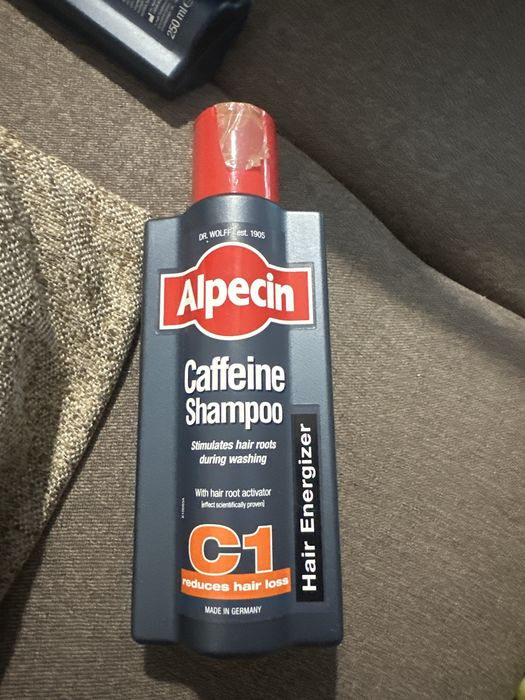 250 ml
DR. WOLFF est. 1905
Alpecin
Caffeine
Shampoo
Stimulates hair roots
during washing
With hair root activator
[effect scientifically proven]
C1
reduces hair loss
MADE IN GERMANY
Hair Energizer